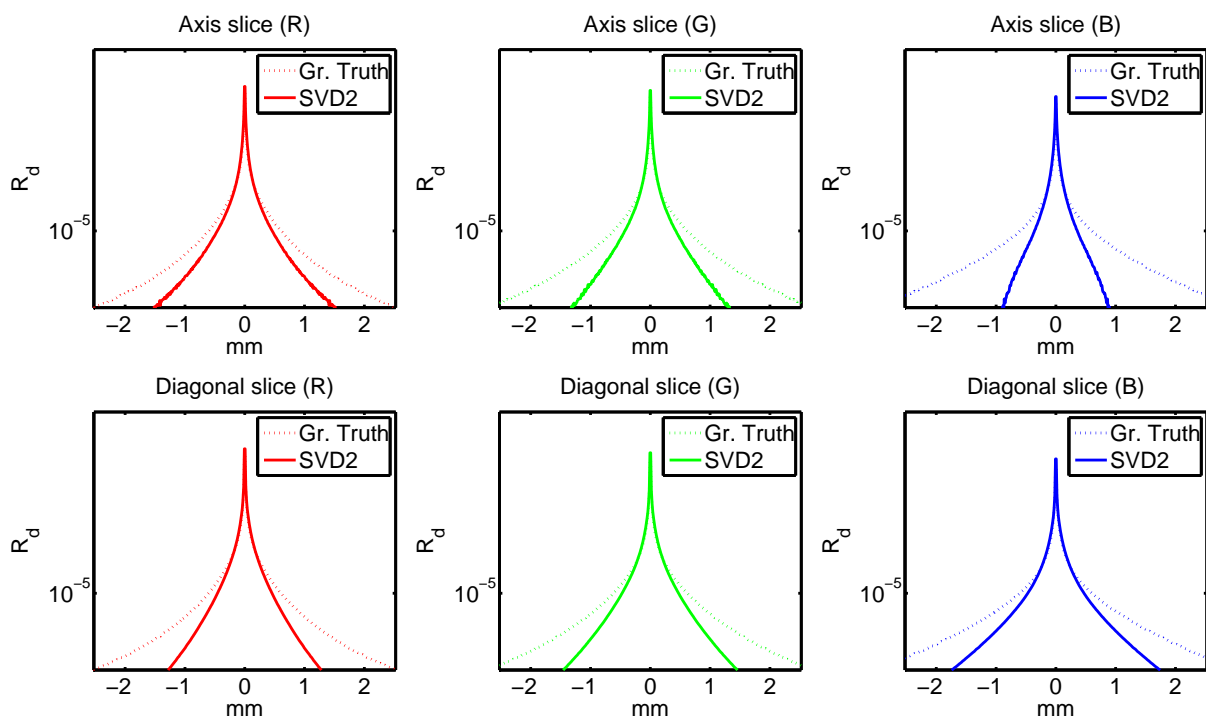 Axis slice (R)
Gr. Truth
SVD2
R_d
10^−5
−2 −1 0 1 2
mm
Axis slice (G)
Gr. Truth
SVD2
R_d
10^−5
−2 −1 0 1 2
mm
Axis slice (B)
Gr. Truth
SVD2
R_d
10^−5
−2 −1 0 1 2
mm
Diagonal slice (R)
Gr. Truth
SVD2
R_d
10^−5
−2 −1 0 1 2
mm
Diagonal slice (G)
Gr. Truth
SVD2
R_d
10^−5
−2 −1 0 1 2
mm
Diagonal slice (B)
Gr. Truth
SVD2
R_d
10^−5
−2 −1 0 1 2
mm